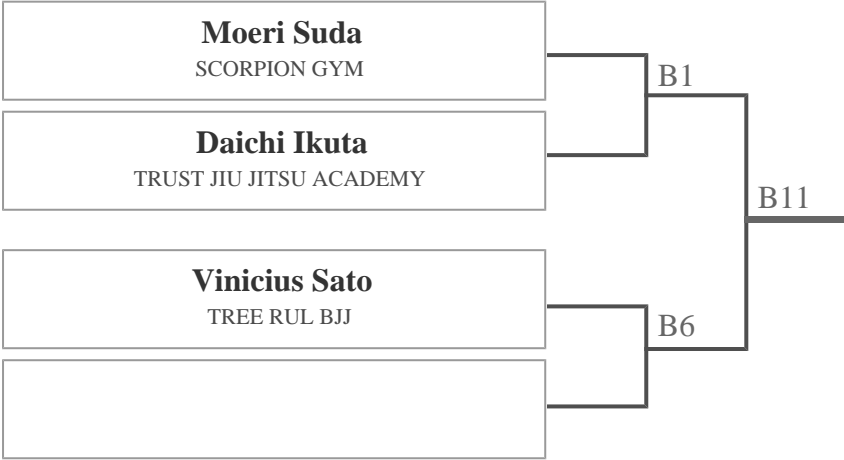 Moeri Suda
SCORPION GYM
B1
Daichi Ikuta
TRUST JIU JITSU ACADEMY
B11
Vinicius Sato
TREE RUL BJJ
B6